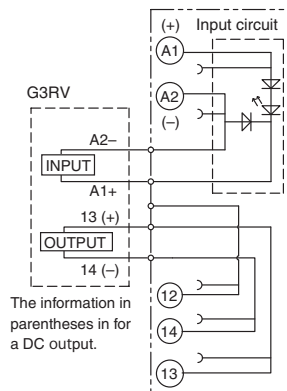 (+)
Input circuit
A1
G3RV
A2
(–)
A2–
INPUT
A1+
13 (+)
OUTPUT
14 (–)
12
The information in
parentheses in for
a DC output.
14
13